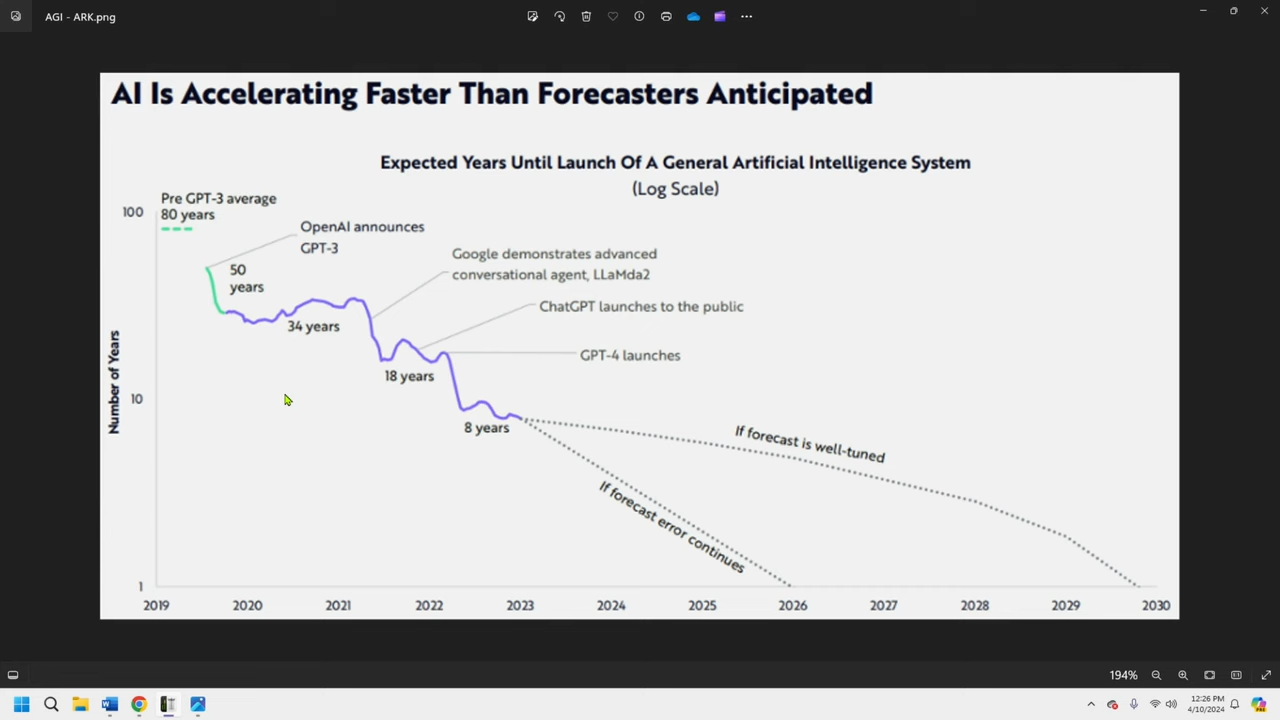 AGI - ARK.png
AI Is Accelerating Faster Than Forecasters Anticipated
Expected Years Until Launch Of A General Artificial Intelligence System
(Log Scale)
Pre GPT-3 average
80 years
OpenAI announces
GPT-3
50
years
Google demonstrates advanced
conversational agent, LLaMda2
ChatGPT launches to the public
34 years
GPT-4 launches
18 years
8 years
If forecast is well-tuned
If forecast error continues
Number of Years
100
10
1
2019 2020 2021 2022 2023 2024 2025 2026 2027 2028 2029 2030
194%
12:26 PM
4/10/2024